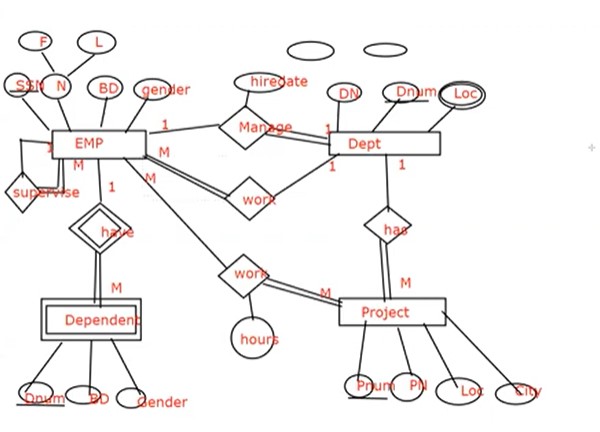 F
L
SSN
N
BD
gender
hiredate
DN
Dnum
Loc
1
Manage
1
EMP
Dept
1
M
M
1
1
M
supervise
1
work
have
has
work
M
M
M
Dependent
Project
hours
Dnum
BD
Gender
Pnum
PN
Loc
City